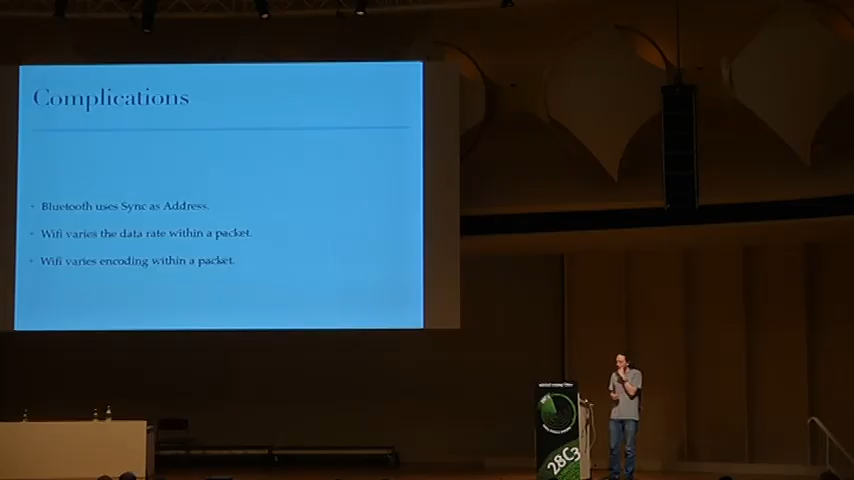 Complications
Bluetooth uses Sync as Address.
Wifi varies the data rate within a packet.
Wifi varies encoding within a packet.
28C3